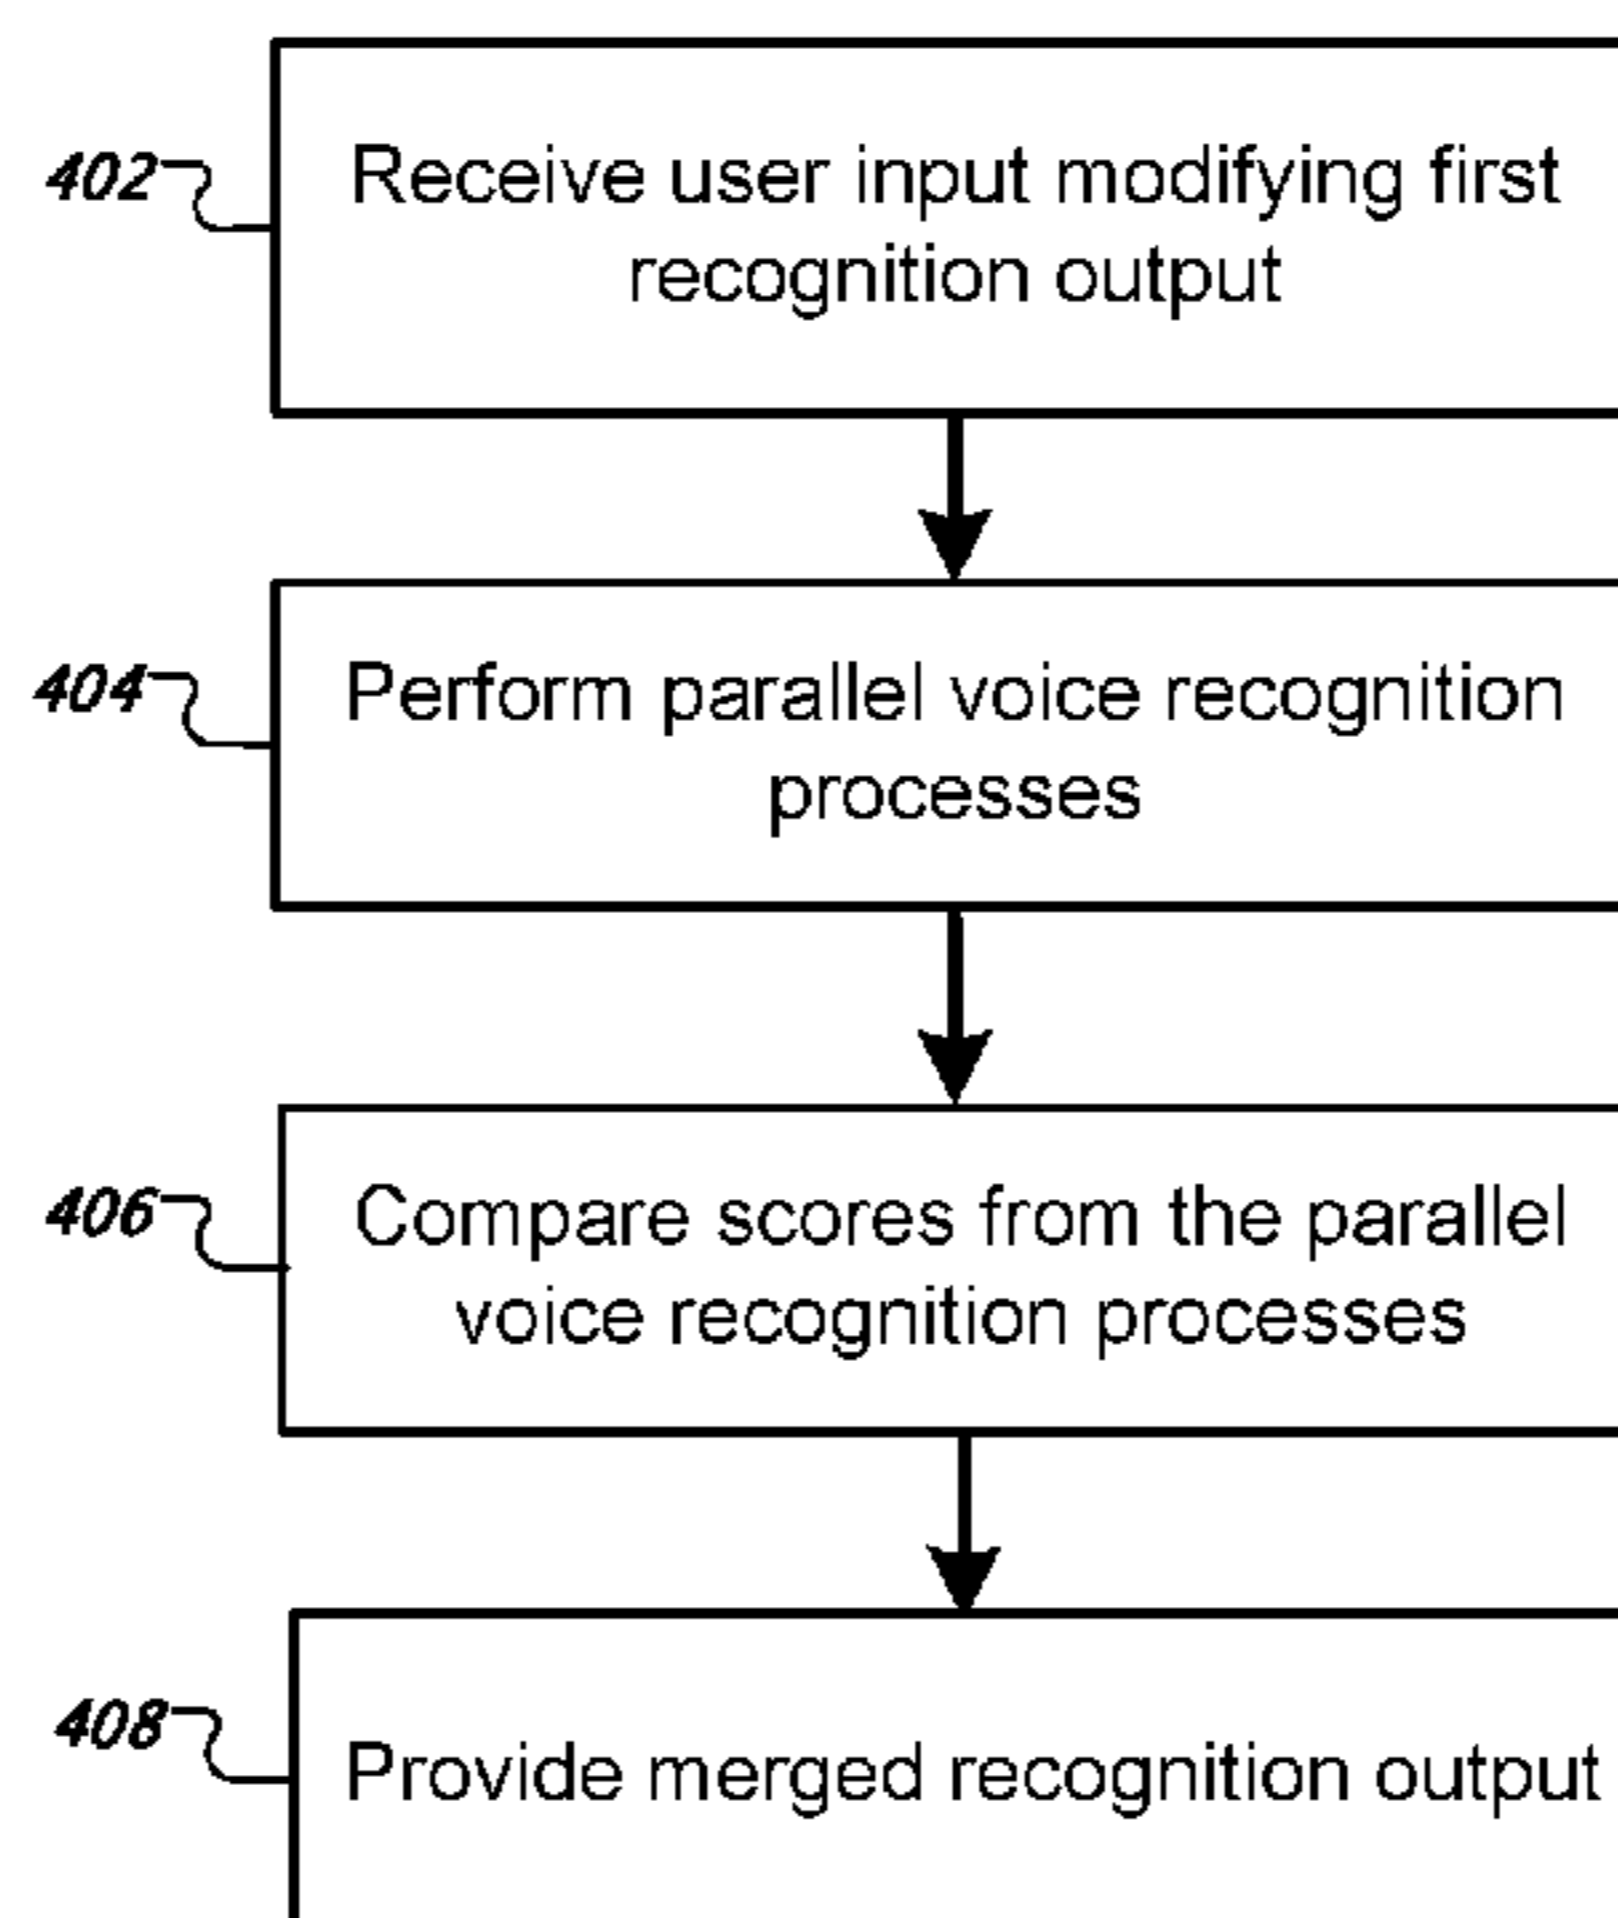 402
Receive user input modifying first
recognition output
404
Perform parallel voice recognition
processes
406
Compare scores from the parallel
voice recognition processes
408
Provide merged recognition output